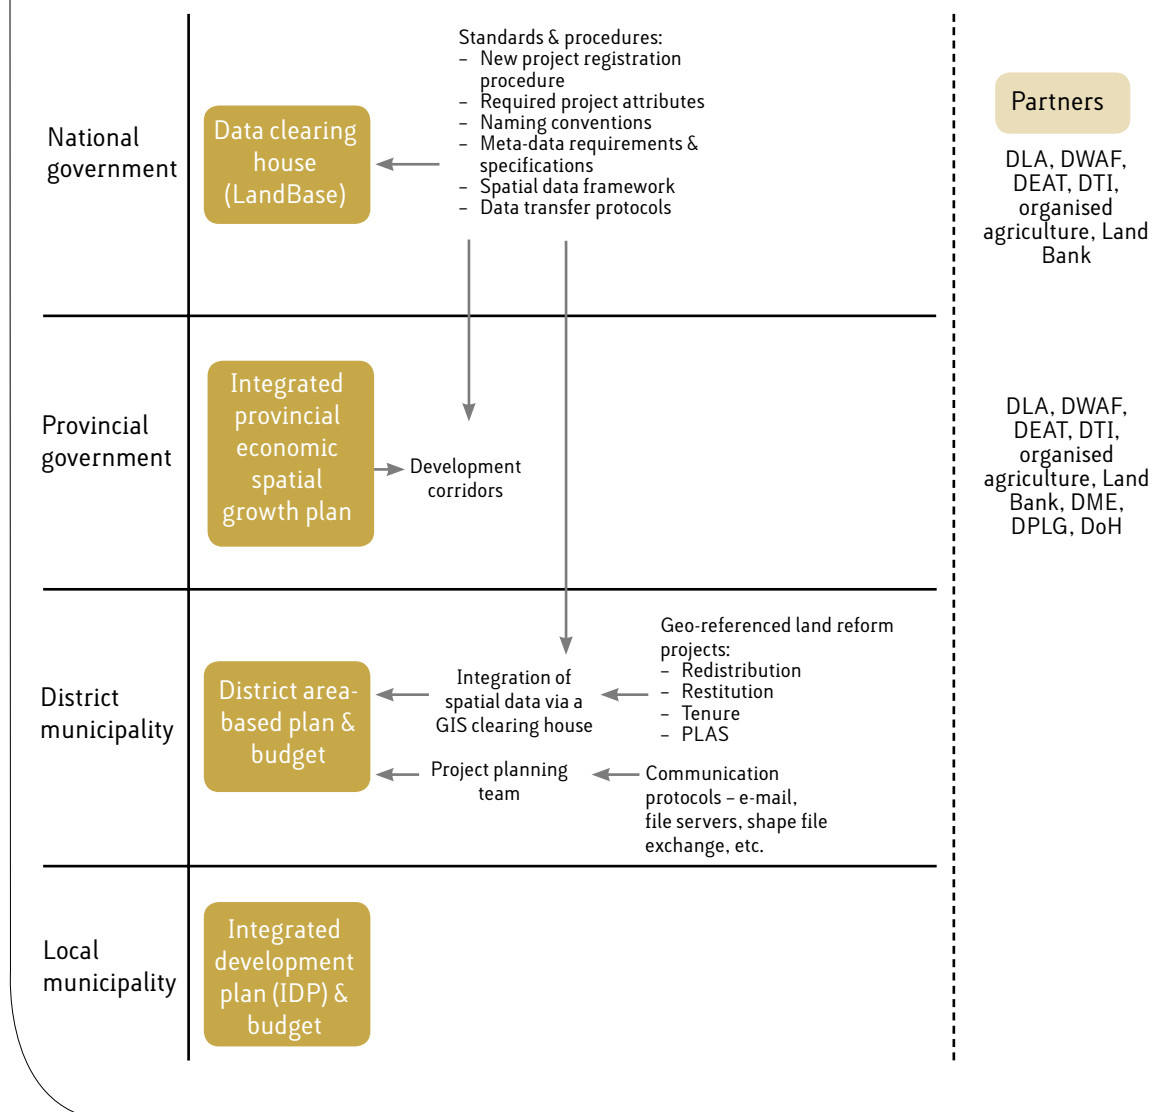 National
government
Data clearing
house
(LandBase)
Standards & procedures:
– New project registration
procedure
– Required project attributes
– Naming conventions
– Meta-data requirements &
specifications
– Spatial data framework
– Data transfer protocols
Partners
DLA, DWAF,
DEAT, DTI,
organised
agriculture, Land
Bank
Provincial
government
Integrated
provincial
economic
spatial
growth plan
Development
corridors
DLA, DWAF,
DEAT, DTI,
organised
agriculture, Land
Bank, DME,
DPLG, DoH
District
municipality
District area-
based plan &
budget
Integration of
spatial data via a
GIS clearing house
Geo-referenced land reform
projects:
– Redistribution
– Restitution
– Tenure
– PLAS
Project planning
team
Communication
protocols – e-mail,
file servers, shape file
exchange, etc.
Local
municipality
Integrated
development
plan (IDP) &
budget